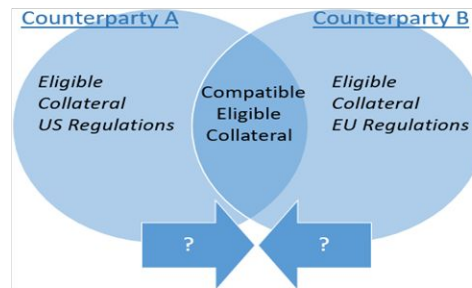 Counterparty A
Counterparty B
Eligible
Collateral
US Regulations
Compatible
Eligible
Collateral
Eligible
Collateral
EU Regulations
?
?